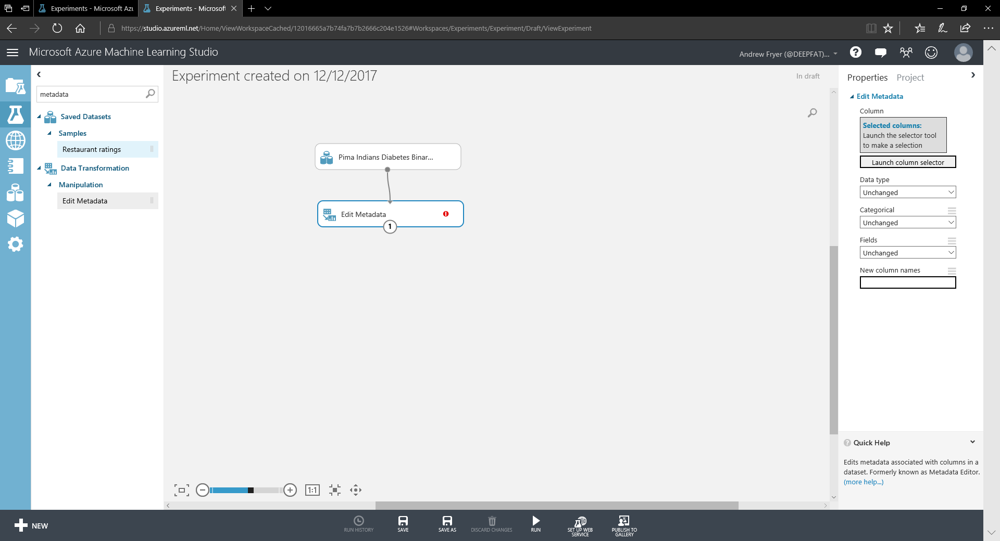 Experiments - Microsoft Azu
Experiments - Microsoft
https://studio.azureml.net/Home/ViewWorkspaceCached/12016665a7b74fa7b7b2666c204e1526#Workspaces/Experiments/Experiment/Draft/ViewExperiment
Microsoft Azure Machine Learning Studio
Andrew Fryer (@DEEPFAT)...
?
metadata
Saved Datasets
Samples
Restaurant ratings
Data Transformation
Manipulation
Edit Metadata
Experiment created on 12/12/2017
In draft
Pima Indians Diabetes Binar...
Edit Metadata
!
1
1:1
Properties Project
Edit Metadata
Column
Selected columns:
Launch the selector tool
to make a selection
Launch column selector
Data type
Unchanged
Categorical
Unchanged
Fields
Unchanged
New column names
? Quick Help
Edits metadata associated with columns in a
dataset. Formerly known as Metadata Editor.
(more help...)
NEW
RUN HISTORY
SAVE
SAVE AS
DISCARD CHANGES
RUN
SET UP WEB
SERVICE
PUBLISH TO
GALLERY